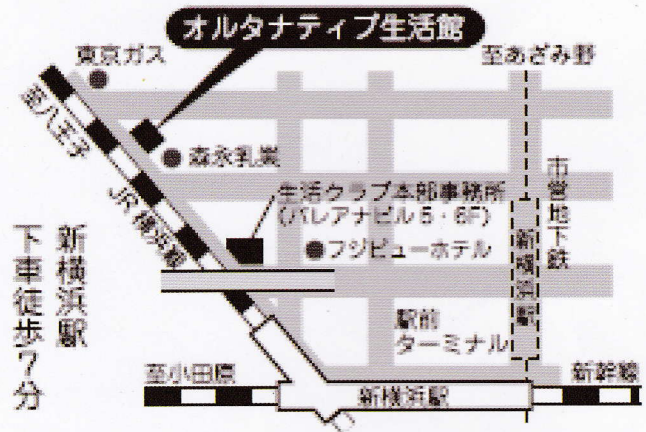 オルタナティブ生活館
東京ガス
至あざみ野
至八王子
森永乳業
市営地下鉄
JR横浜線
生活クラブ本部事務所
(バレアナビル5・6F)
フジビューホテル
新横浜駅
新横浜駅
下車徒歩7分
駅前
ターミナル
至小田原
新横浜駅
新幹線